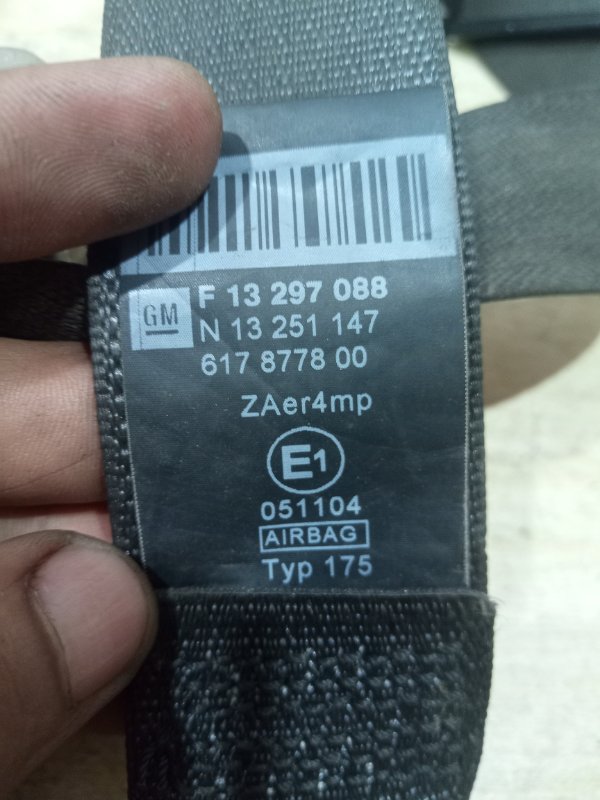 GM
F 13 297 088
N 13 251 147
617 8778 00
ZAer4mp
E1
051104
AIRBAG
Typ 175